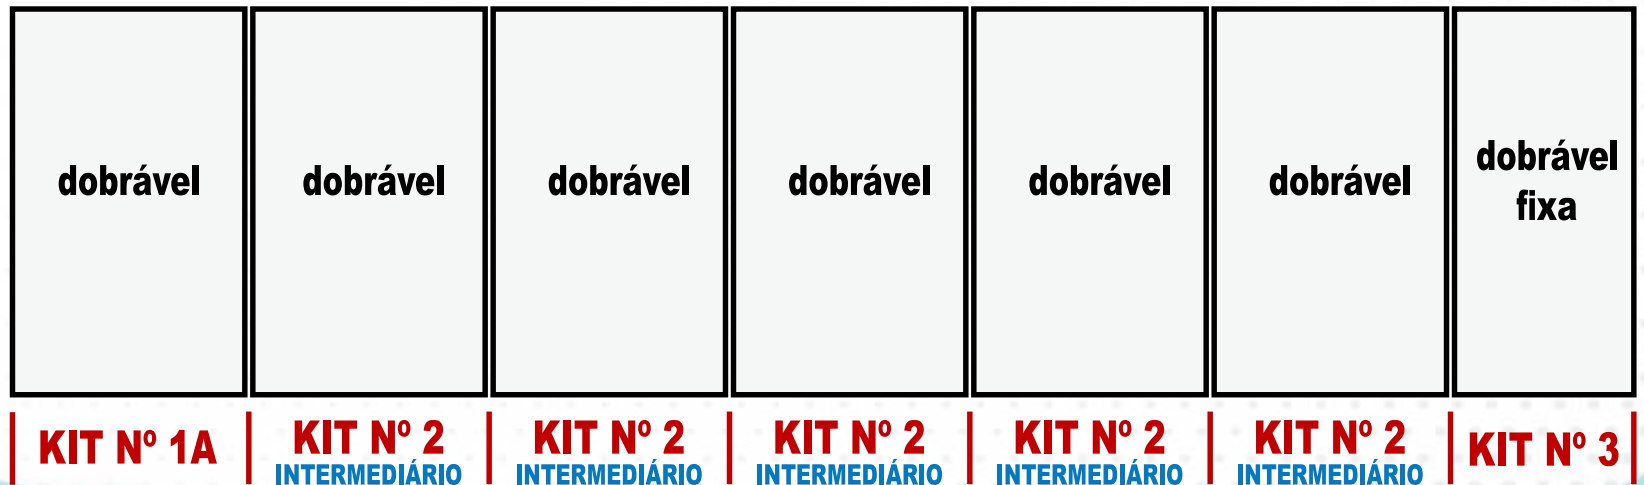 dobrável
dobrável
dobrável
dobrável
dobrável
dobrável
dobrável
fixa
KIT Nº 1A
KIT Nº 2
INTERMEDIÁRIO
KIT Nº 2
INTERMEDIÁRIO
KIT Nº 2
INTERMEDIÁRIO
KIT Nº 2
INTERMEDIÁRIO
KIT Nº 2
INTERMEDIÁRIO
KIT Nº 3